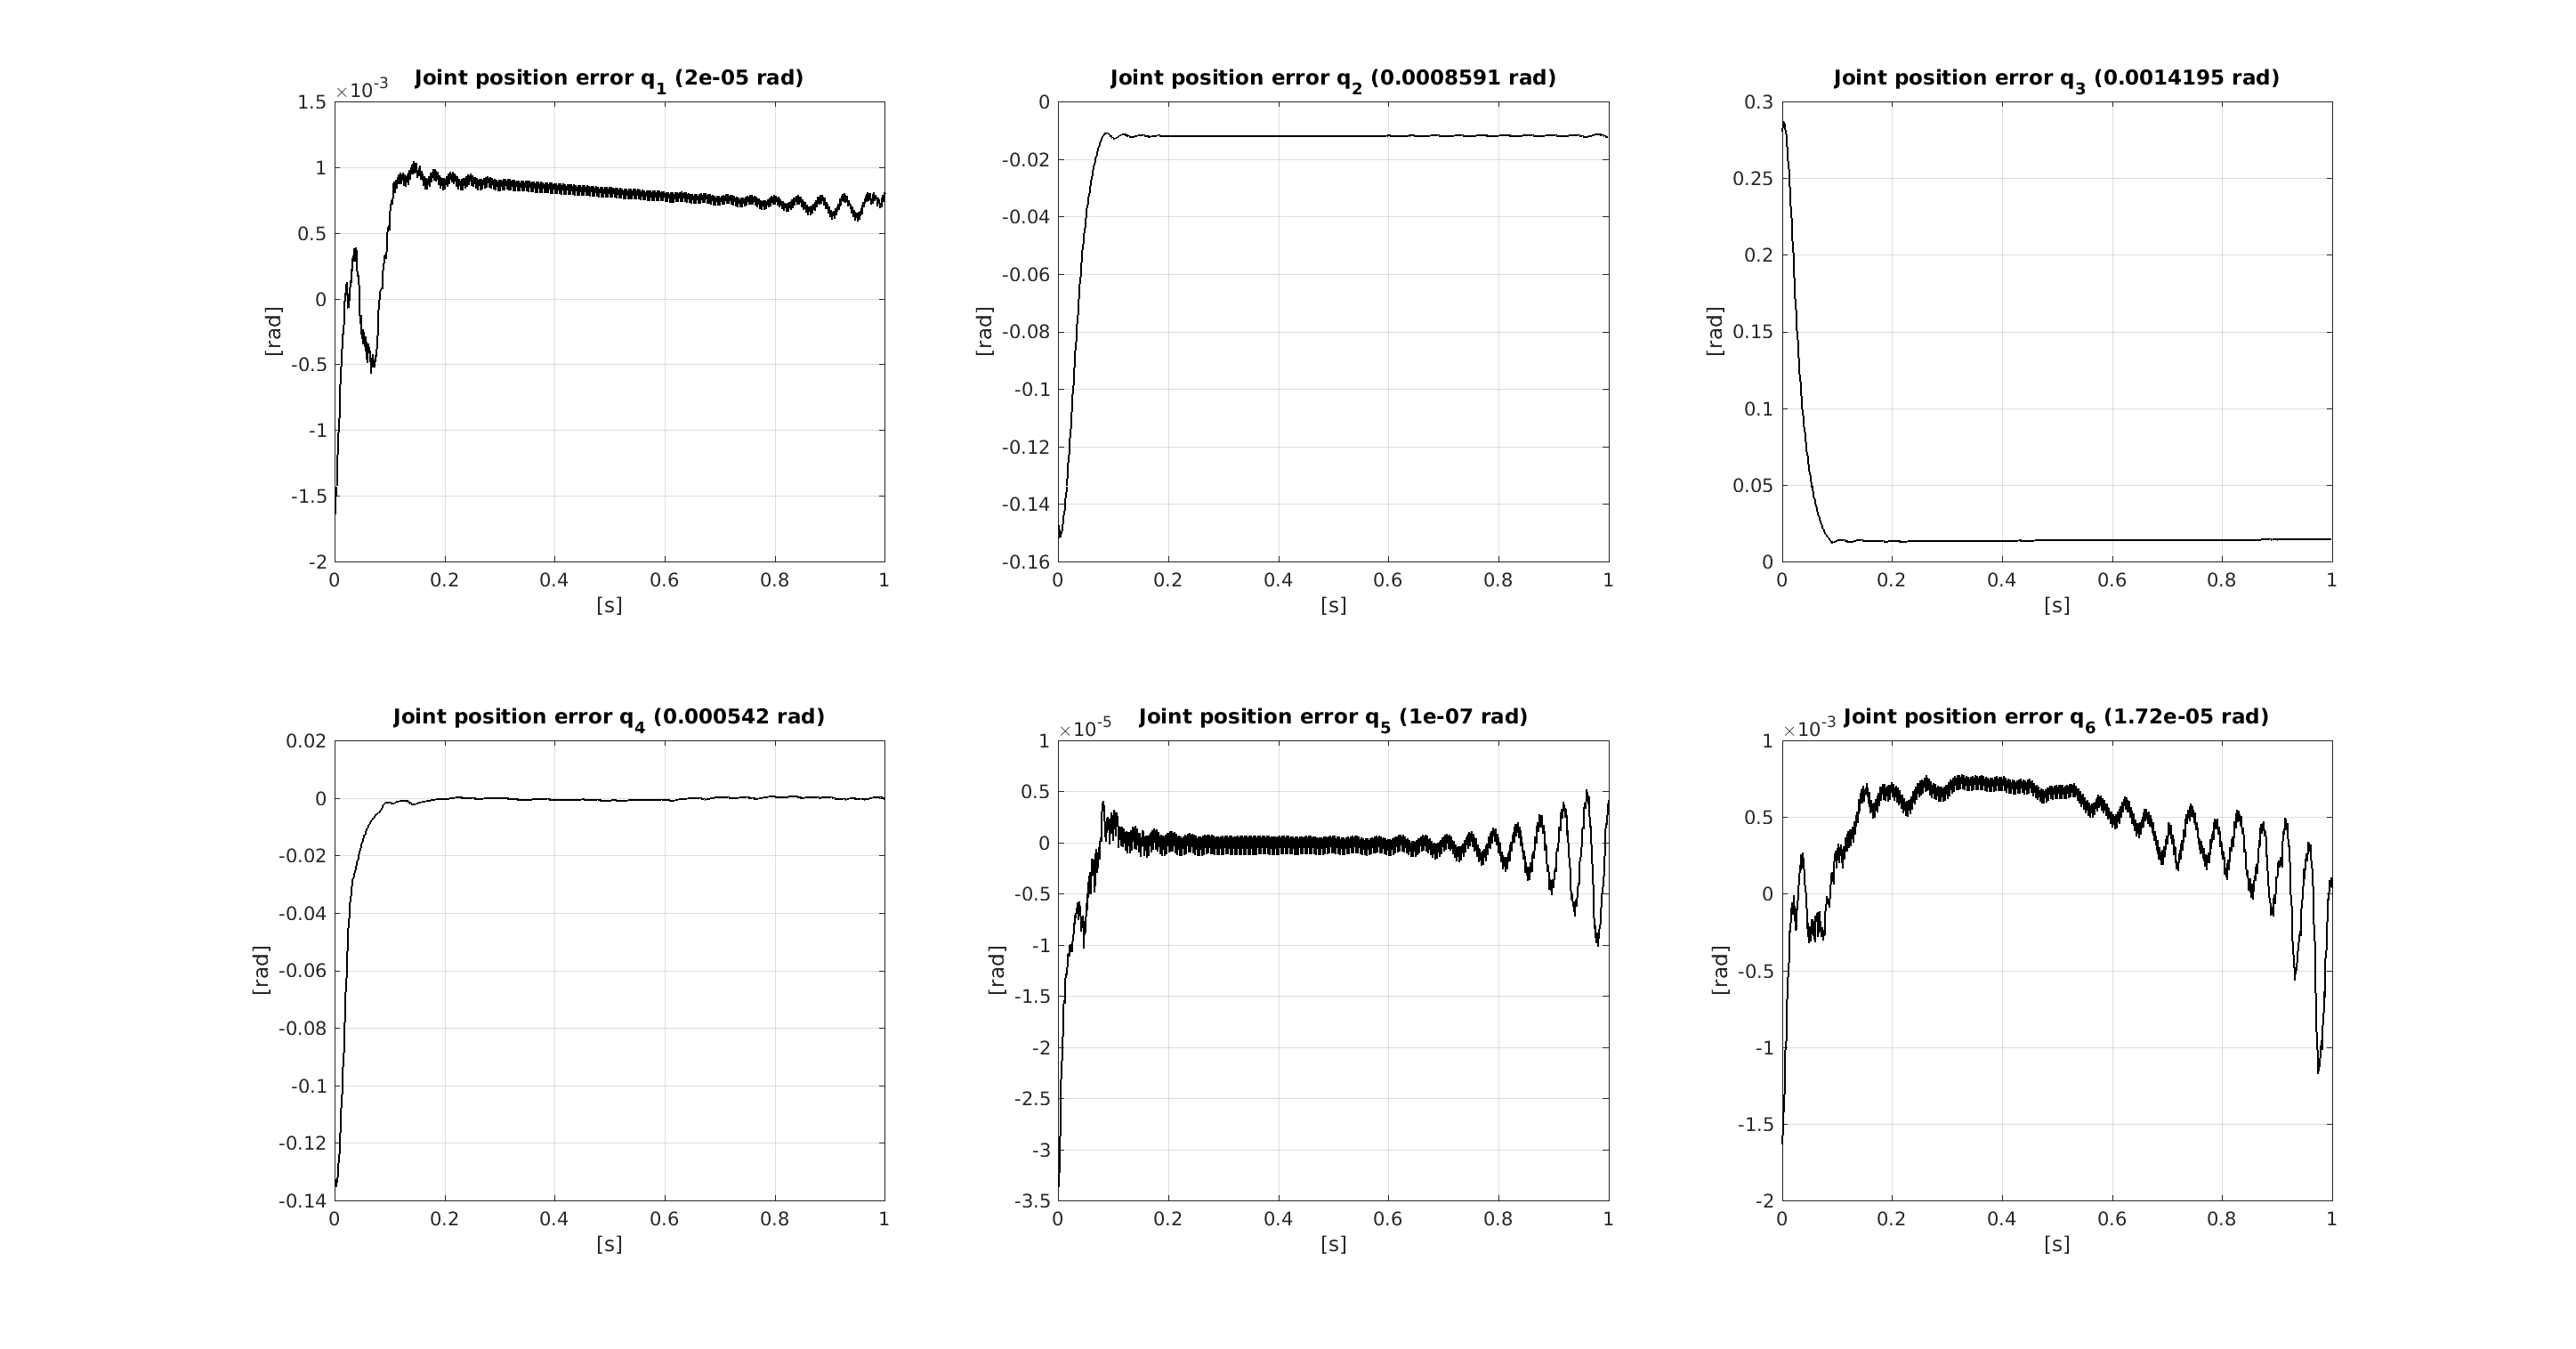 Joint position error q1 (2e-05 rad)
×10-3
1.5
1
0.5
0
-0.5
-1
-1.5
-2
[rad]
0 0.2 0.4 0.6 0.8 1
[s]
Joint position error q2 (0.0008591 rad)
0
-0.02
-0.04
-0.06
-0.08
-0.1
-0.12
-0.14
-0.16
[rad]
0 0.2 0.4 0.6 0.8 1
[s]
Joint position error q3 (0.0014195 rad)
0.3
0.25
0.2
0.15
0.1
0.05
0
[rad]
0 0.2 0.4 0.6 0.8 1
[s]
Joint position error q4 (0.000542 rad)
0.02
0
-0.02
-0.04
-0.06
-0.08
-0.1
-0.12
-0.14
[rad]
0 0.2 0.4 0.6 0.8 1
[s]
Joint position error q5 (1e-07 rad)
×10-5
1
0.5
0
-0.5
-1
-1.5
-2
-2.5
-3
-3.5
[rad]
0 0.2 0.4 0.6 0.8 1
[s]
Joint position error q6 (1.72e-05 rad)
×10-3
1
0.5
0
-0.5
-1
-1.5
-2
[rad]
0 0.2 0.4 0.6 0.8 1
[s]